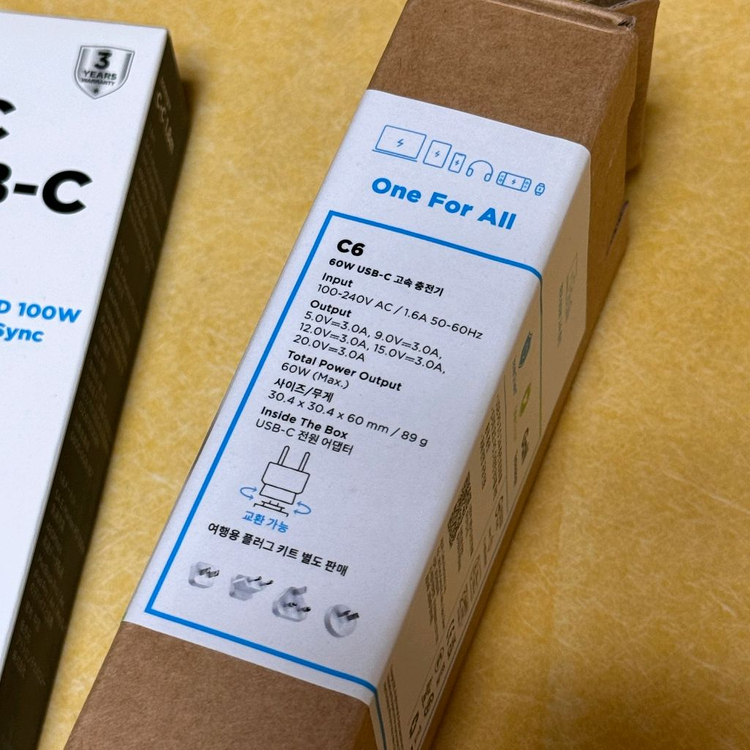 3
YEARS
WARRANTY
C
B-C
D 100W
Sync
One For All
C6
60W USB-C 고속 충전기
Input
100-240V AC / 1.6A 50-60Hz
Output
5.0V⎓3.0A, 9.0V⎓3.0A,
12.0V⎓3.0A, 15.0V⎓3.0A,
20.0V⎓3.0A
Total Power Output
60W (Max.)
사이즈/무게
30.4 x 30.4 x 60 mm / 89 g
Inside The Box
USB-C 전원 어댑터
교환 가능
여행용 플러그 키트 별도 판매